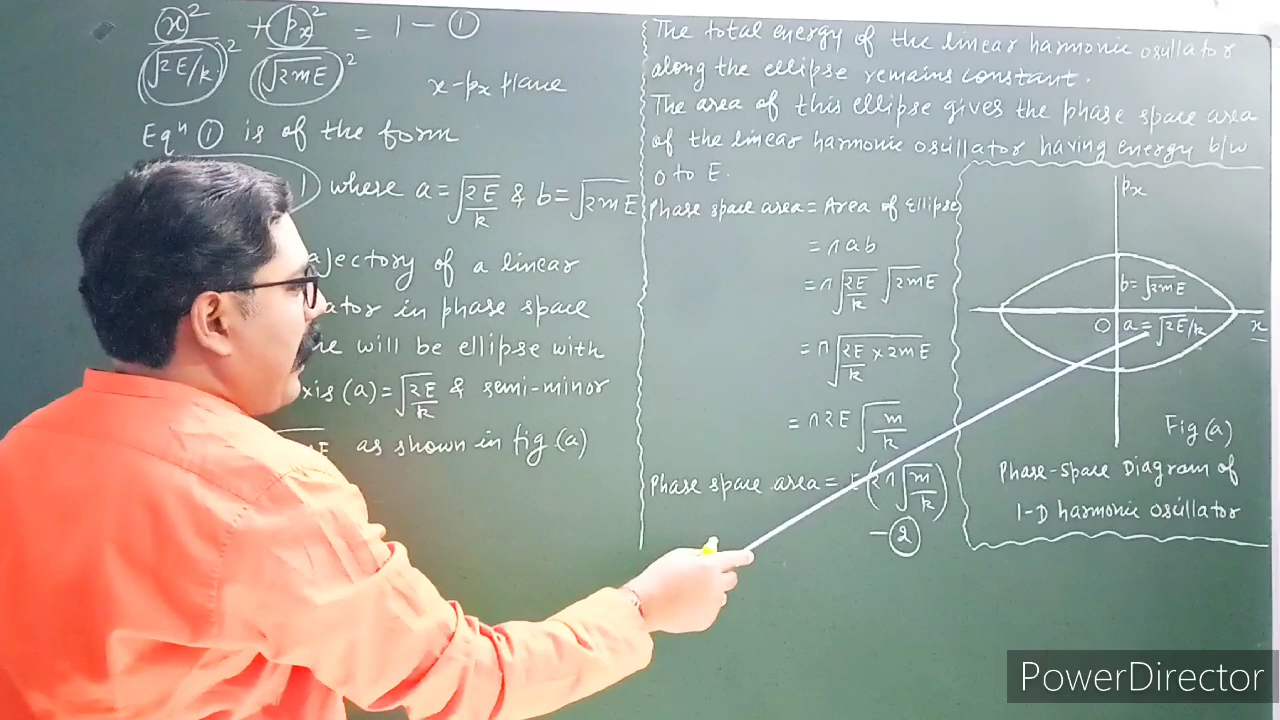 x²/(√2E/k)² + px²/(√2mE)² = 1 — ①
x-px plane
Eqⁿ ① is of the form
1 where a = √2E/k & b = √2mE
ajectory of a linear
ator in phase space
will be ellipse with
xis (a) = √2E/k & semi-minor
as shown in fig (a)
The total energy of the linear harmonic oscillator
along the ellipse remains constant.
The area of this ellipse gives the phase space area
of the linear harmonic oscillator having energy b/w
0 to E.
Phase space area = Area of Ellipse
= πab
= π √2E/k √2mE
= π √2E/k × 2mE
= π2E √m/k
Phase space area = E (2π √m/k)
— ②
px
b = √2mE
O a = √2E/k x
Fig (a)
Phase-space Diagram of
1-D harmonic oscillator
PowerDirector